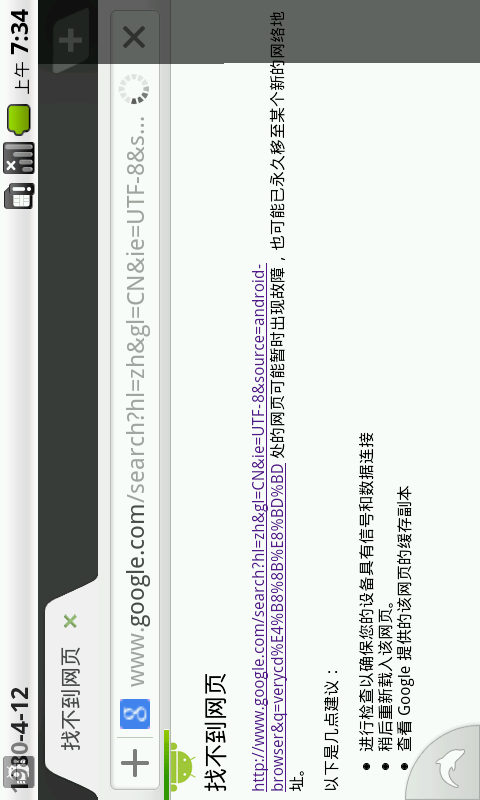 上午 7:34
找不到网页
www.google.com/search?hl=zh&gl=CN&ie=UTF-8&s...
找不到网页
http://www.google.com/search?hl=zh&gl=CN&ie=UTF-8&source=android-
browser&q=verycd%E4%B8%8B%E8%BD%BD 处的网页可能暂时出现故障，也可能已永久移至某个新的网络地
址。
以下是几点建议：
进行检查以确保您的设备具有信号和数据连接
稍后重新载入该网页。
查看 Google 提供的该网页的缓存副本